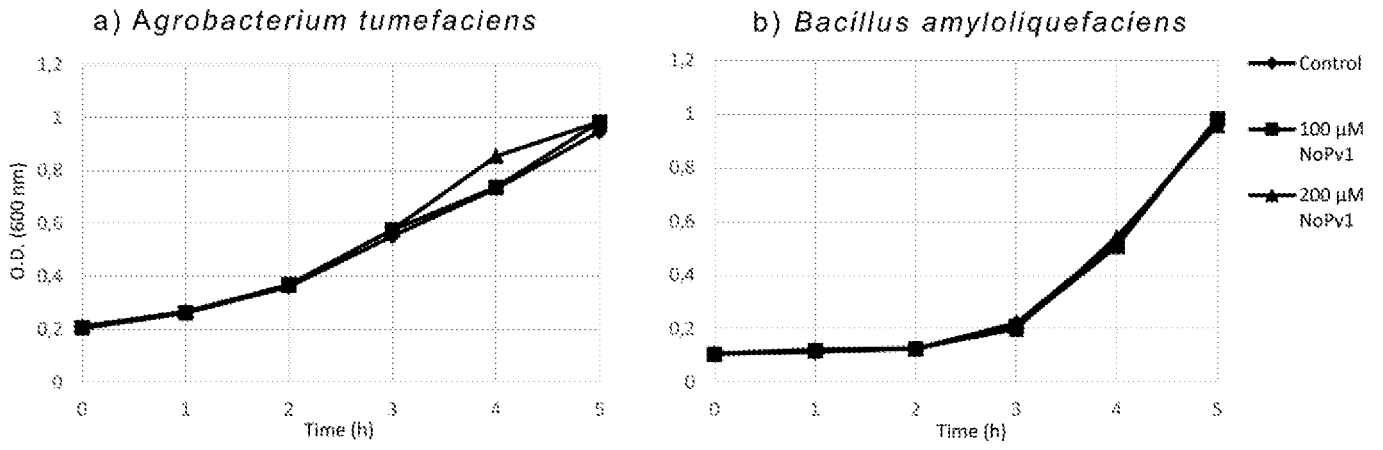 a) Agrobacterium tumefaciens
1,2
1
0,8
0,6
0,4
0,2
0
O.D. (600 nm)
0 1 2 3 4 5
Time (h)
b) Bacillus amyloliquefaciens
1,2
1
0,8
0,6
0,4
0,2
0
0 1 2 3 4 5
Time (h)
Control
100 µM
NoPv1
200 µM
NoPv1